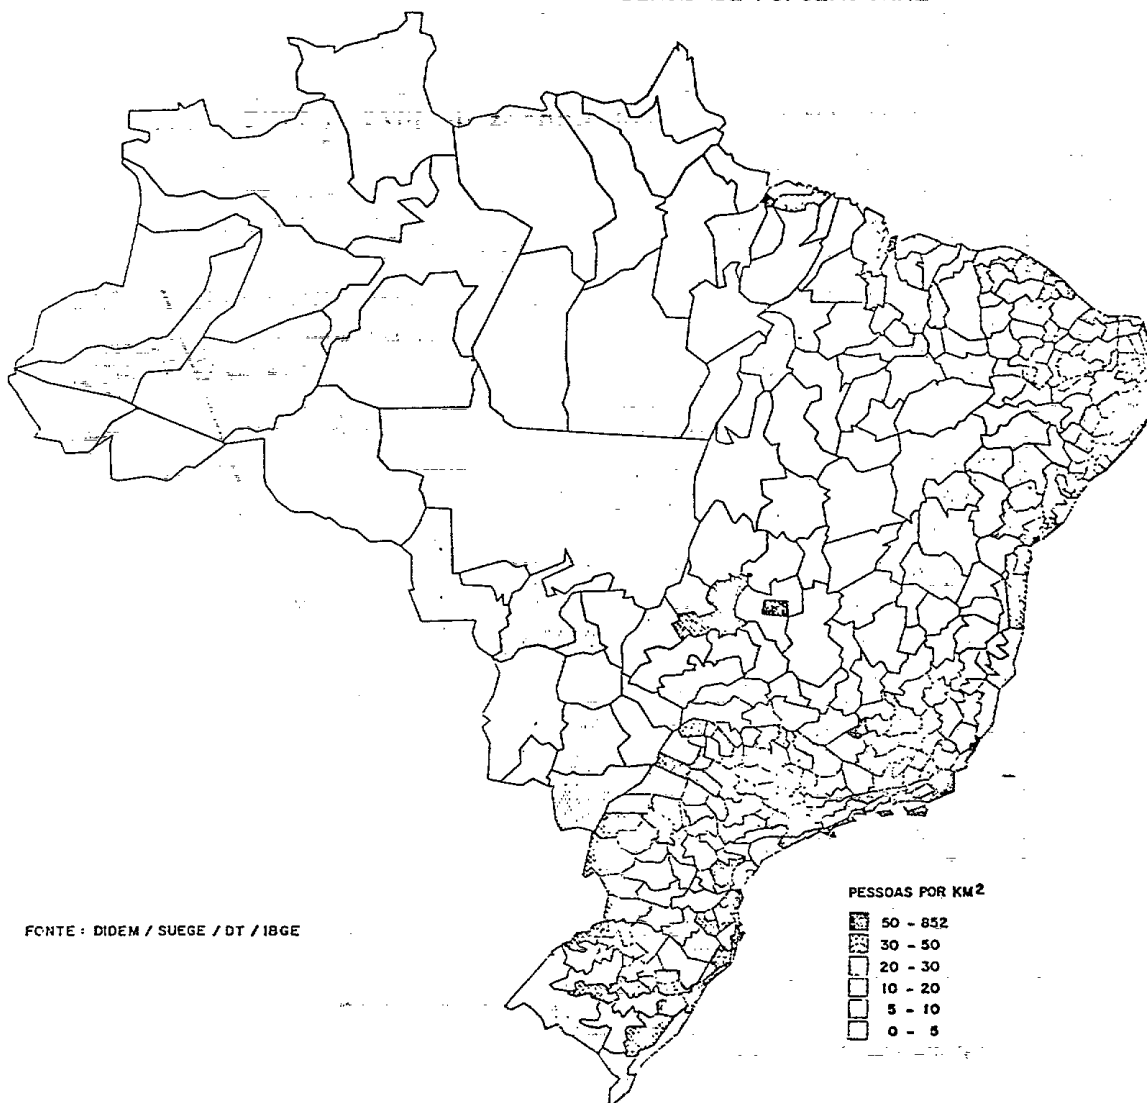 PESSOAS POR KM2
50 - 852
30 - 50
20 - 30
10 - 20
5 - 10
0 - 5
FONTE : DIDEM / SUEGE / DT / IBGE